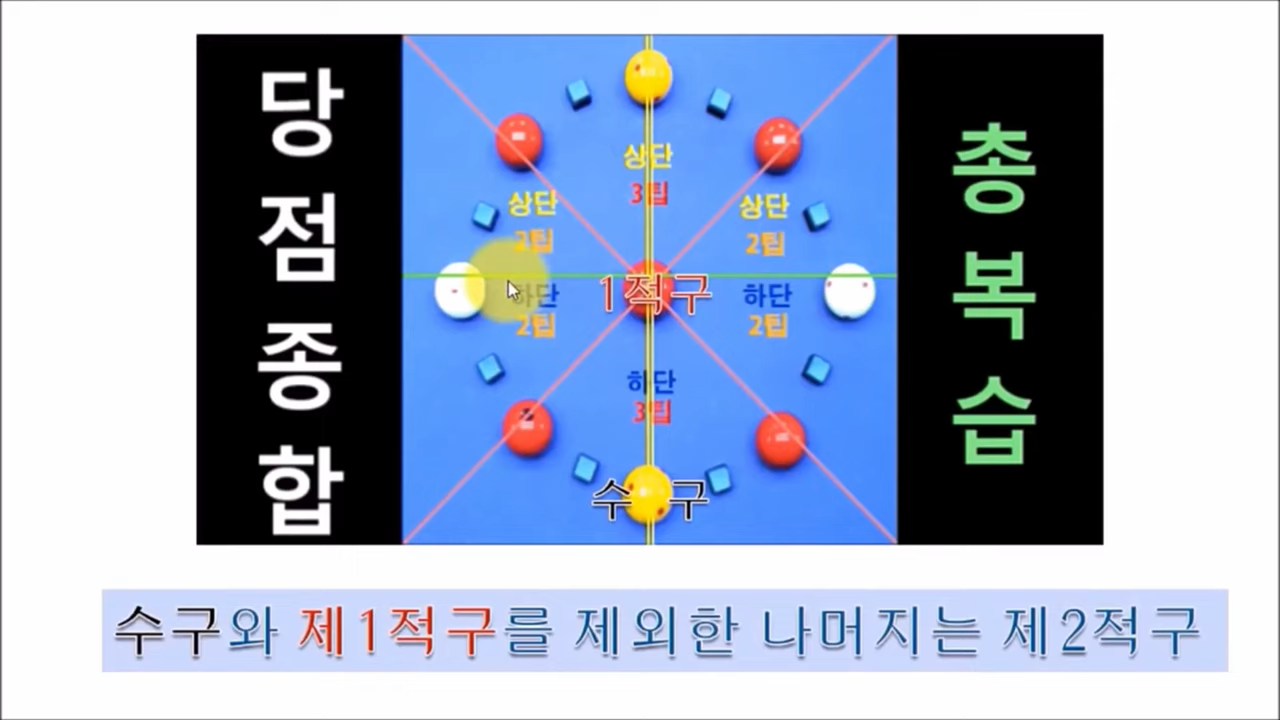 당점종합
총복습
상단
3팁
상단
2팁
상단
2팁
1적구
하단
2팁
하단
2팁
하단
3팁
수구
수구와 제1적구를 제외한 나머지는 제2적구